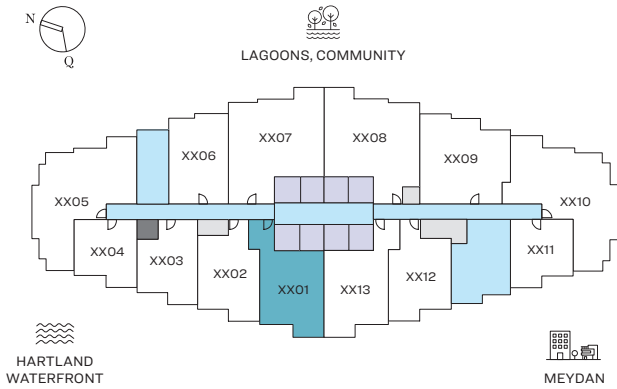 N
Q
LAGOONS, COMMUNITY
XX07
XX08
XX06
XX09
XX05
XX10
XX04
XX03
XX02
XX01
XX13
XX12
XX11
HARTLAND
WATERFRONT
MEYDAN